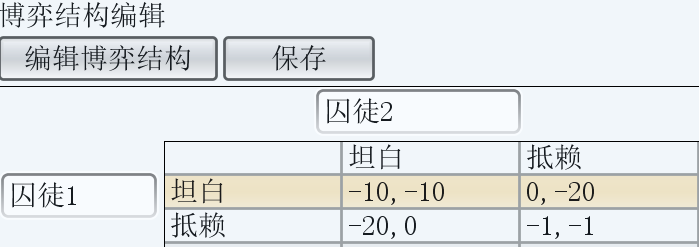 博弈结构编辑
编辑博弈结构 保存
囚徒2
坦白 抵赖
囚徒1
坦白 -10,-10 0,-20
抵赖 -20,0 -1,-1